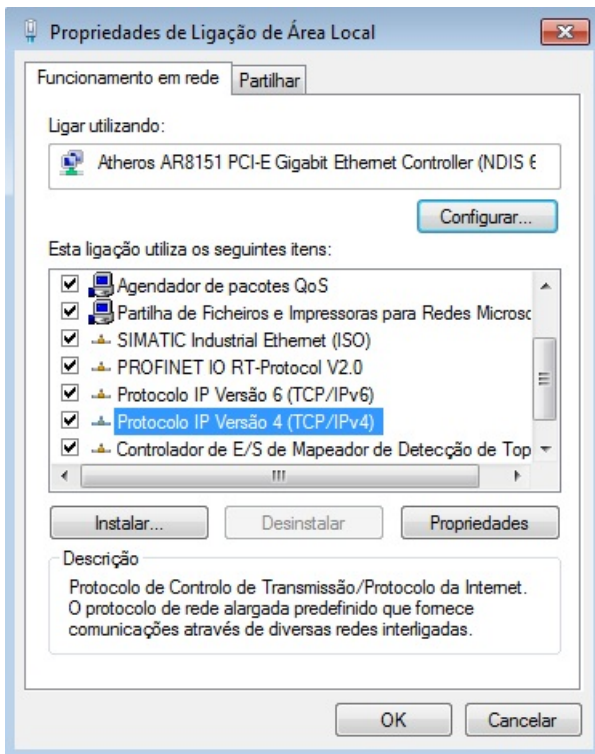 Propriedades de Ligação de Área Local
Funcionamento em rede
Partilhar
Ligar utilizando:
Atheros AR8151 PCI-E Gigabit Ethernet Controller (NDIS 6
Configurar...
Esta ligação utiliza os seguintes itens:
Agendador de pacotes QoS
Partilha de Ficheiros e Impressoras para Redes Microsc
SIMATIC Industrial Ethernet (ISO)
PROFINET IO RT-Protocol V2.0
Protocolo IP Versão 6 (TCP/IPv6)
Protocolo IP Versão 4 (TCP/IPv4)
Controlador de E/S de Mapeador de Detecção de Top
Instalar...
Desinstalar
Propriedades
Descrição
Protocolo de Controlo de Transmissão/Protocolo da Internet.
O protocolo de rede alargada predefinido que fornece
comunicações através de diversas redes interligadas.
OK
Cancelar